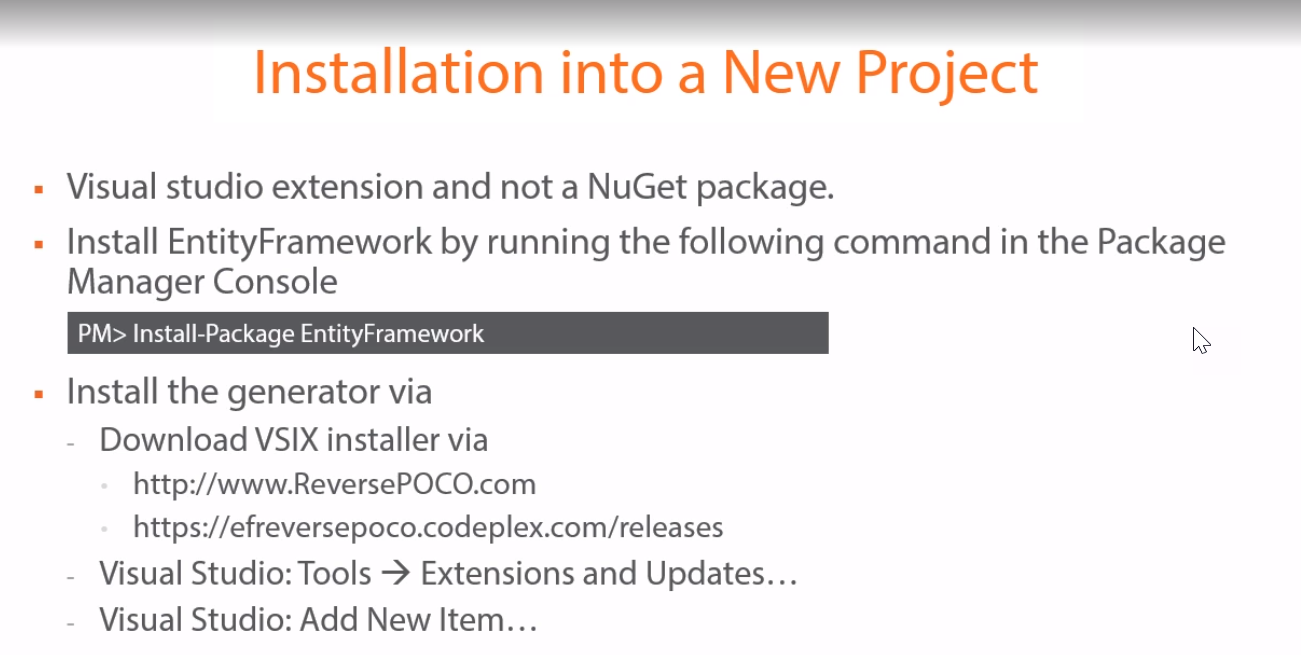 Installation into a New Project
▪ Visual studio extension and not a NuGet package.
▪ Install EntityFramework by running the following command in the Package
Manager Console
PM> Install-Package EntityFramework
▪ Install the generator via
- Download VSIX installer via
• http://www.ReversePOCO.com
• https://efreversepoco.codeplex.com/releases
- Visual Studio: Tools → Extensions and Updates…
- Visual Studio: Add New Item…